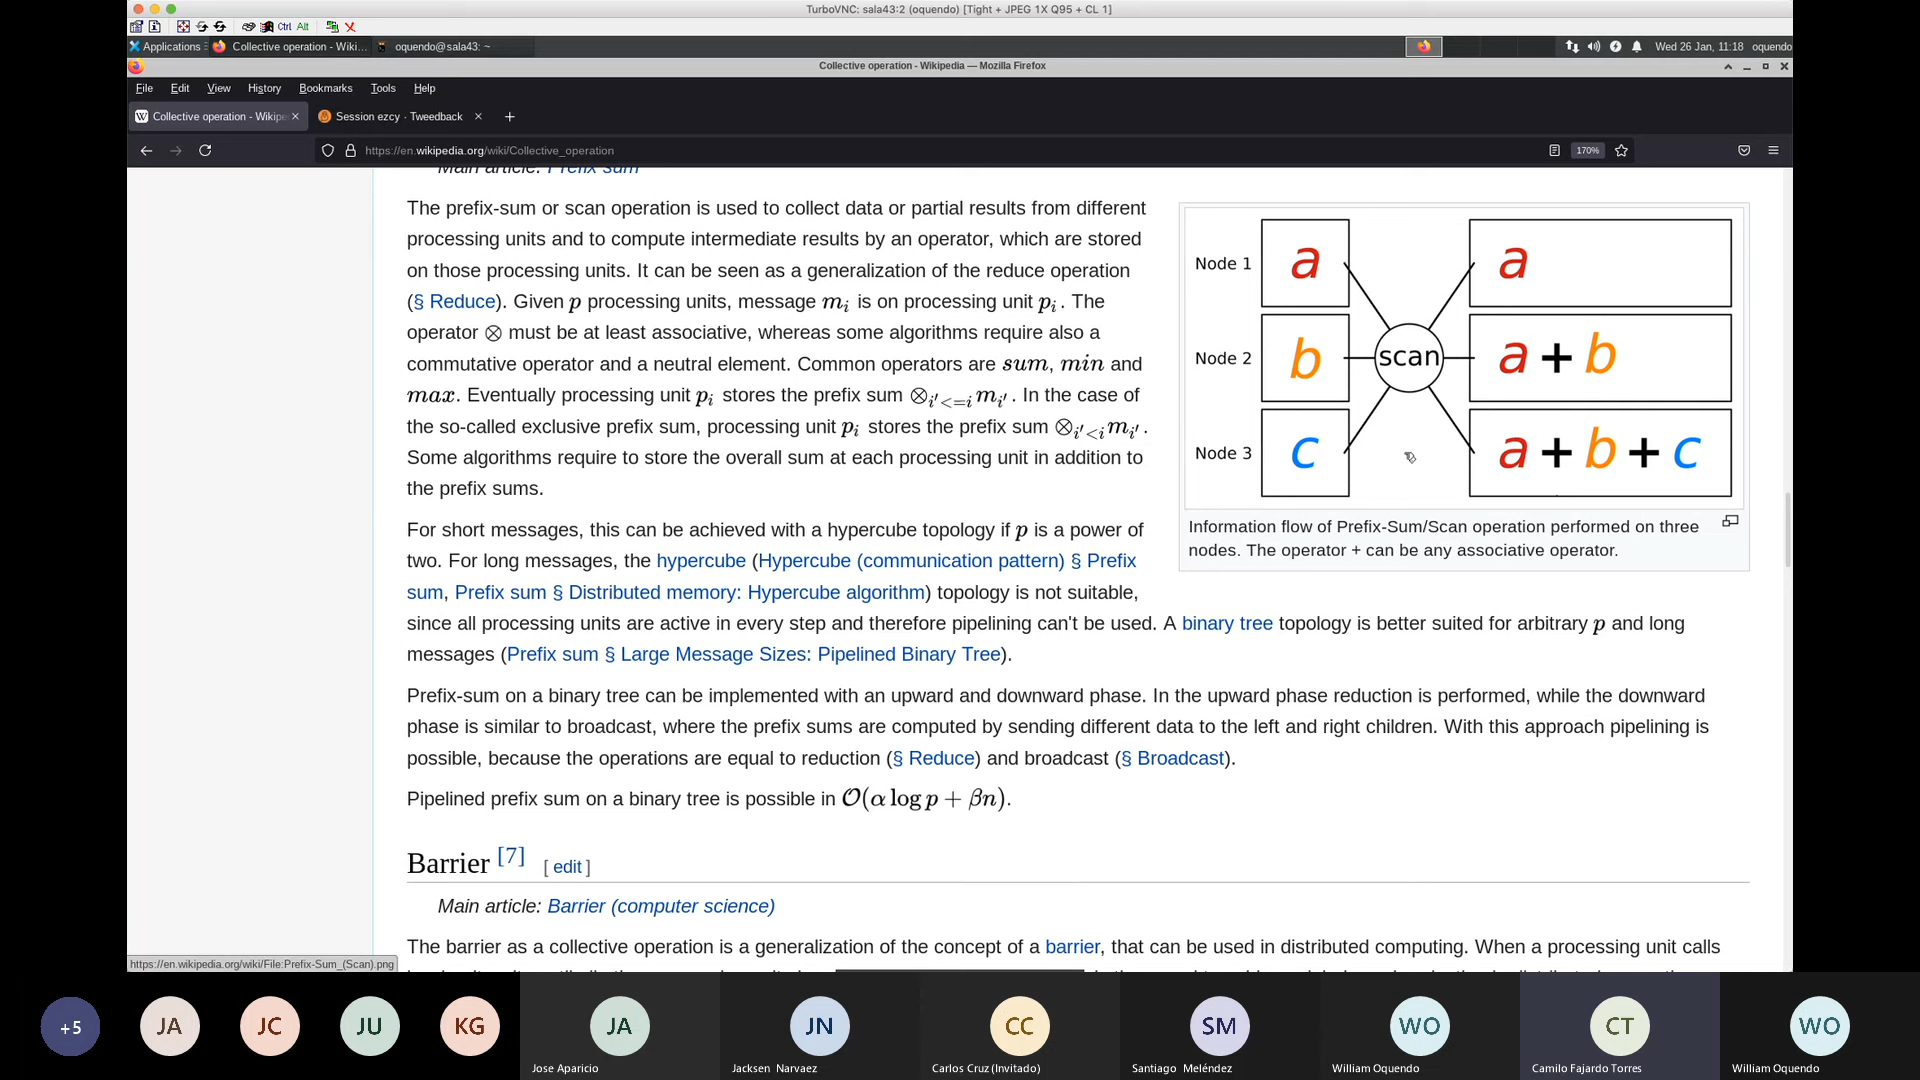 TurboVNC: sala43:2 (oquendo) [Tight + JPEG 1X Q95 + CL 1]
Ctrl Alt
Applications Collective operation - Wiki... oquendo@sala43: ~ Wed 26 Jan, 11:18 oquendo
Collective operation - Wikipedia — Mozilla Firefox
File Edit View History Bookmarks Tools Help
Collective operation - Wikipe Session ezcy · Tweedback
https://en.wikipedia.org/wiki/Collective_operation 170%
Main article: Prefix sum
The prefix-sum or scan operation is used to collect data or partial results from different
processing units and to compute intermediate results by an operator, which are stored
on those processing units. It can be seen as a generalization of the reduce operation
(§ Reduce). Given p processing units, message m_i is on processing unit p_i. The
operator ⊗ must be at least associative, whereas some algorithms require also a
commutative operator and a neutral element. Common operators are sum, min and
max. Eventually processing unit p_i stores the prefix sum ⊗_{i'<=i} m_{i'}. In the case of
the so-called exclusive prefix sum, processing unit p_i stores the prefix sum ⊗_{i'<i} m_{i'}.
Some algorithms require to store the overall sum at each processing unit in addition to
the prefix sums.
Node 1 a a
Node 2 b scan a + b
Node 3 c a + b + c
Information flow of Prefix-Sum/Scan operation performed on three
nodes. The operator + can be any associative operator.
For short messages, this can be achieved with a hypercube topology if p is a power of
two. For long messages, the hypercube (Hypercube (communication pattern) § Prefix
sum, Prefix sum § Distributed memory: Hypercube algorithm) topology is not suitable,
since all processing units are active in every step and therefore pipelining can't be used. A binary tree topology is better suited for arbitrary p and long
messages (Prefix sum § Large Message Sizes: Pipelined Binary Tree).
Prefix-sum on a binary tree can be implemented with an upward and downward phase. In the upward phase reduction is performed, while the downward
phase is similar to broadcast, where the prefix sums are computed by sending different data to the left and right children. With this approach pipelining is
possible, because the operations are equal to reduction (§ Reduce) and broadcast (§ Broadcast).
Pipelined prefix sum on a binary tree is possible in O(α log p + βn).
Barrier [7] [ edit ]
Main article: Barrier (computer science)
The barrier as a collective operation is a generalization of the concept of a barrier, that can be used in distributed computing. When a processing unit calls
https://en.wikipedia.org/wiki/File:Prefix-Sum_(Scan).png
+5 JA JC JU KG JA JN CC SM WO CT WO
Jose Aparicio Jacksen Narvaez Carlos Cruz (Invitado) Santiago Meléndez William Oquendo Camilo Fajardo Torres William Oquendo